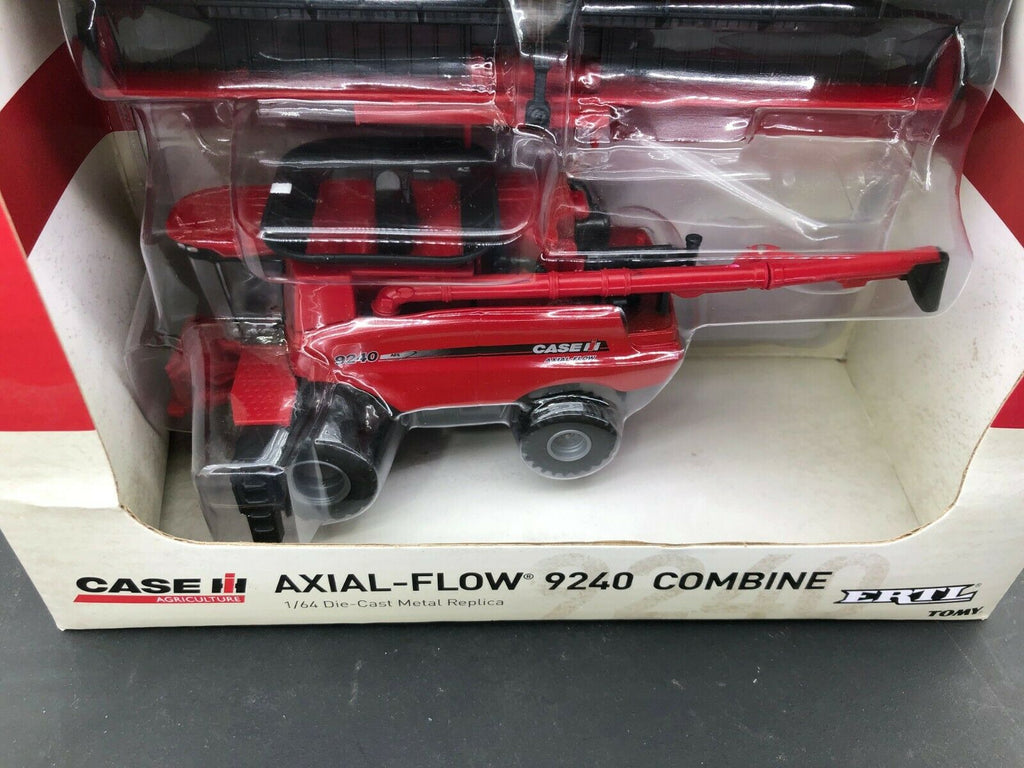 9240
CASE IH
AXIAL-FLOW
CASE IH AXIAL-FLOW® 9240 COMBINE
AGRICULTURE
1/64 Die-Cast Metal Replica
9240
ERTL®
TOMY